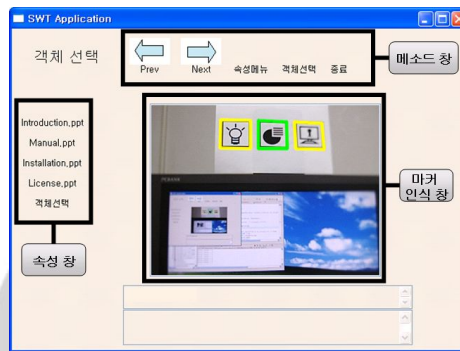 SWT Application
객체 선택
Prev
Next
속성메뉴
객체선택
종료
메소드 창
Introduction,ppt
Manual,ppt
Installation,ppt
License,ppt
객체선택
속성 창
마커
인식 창